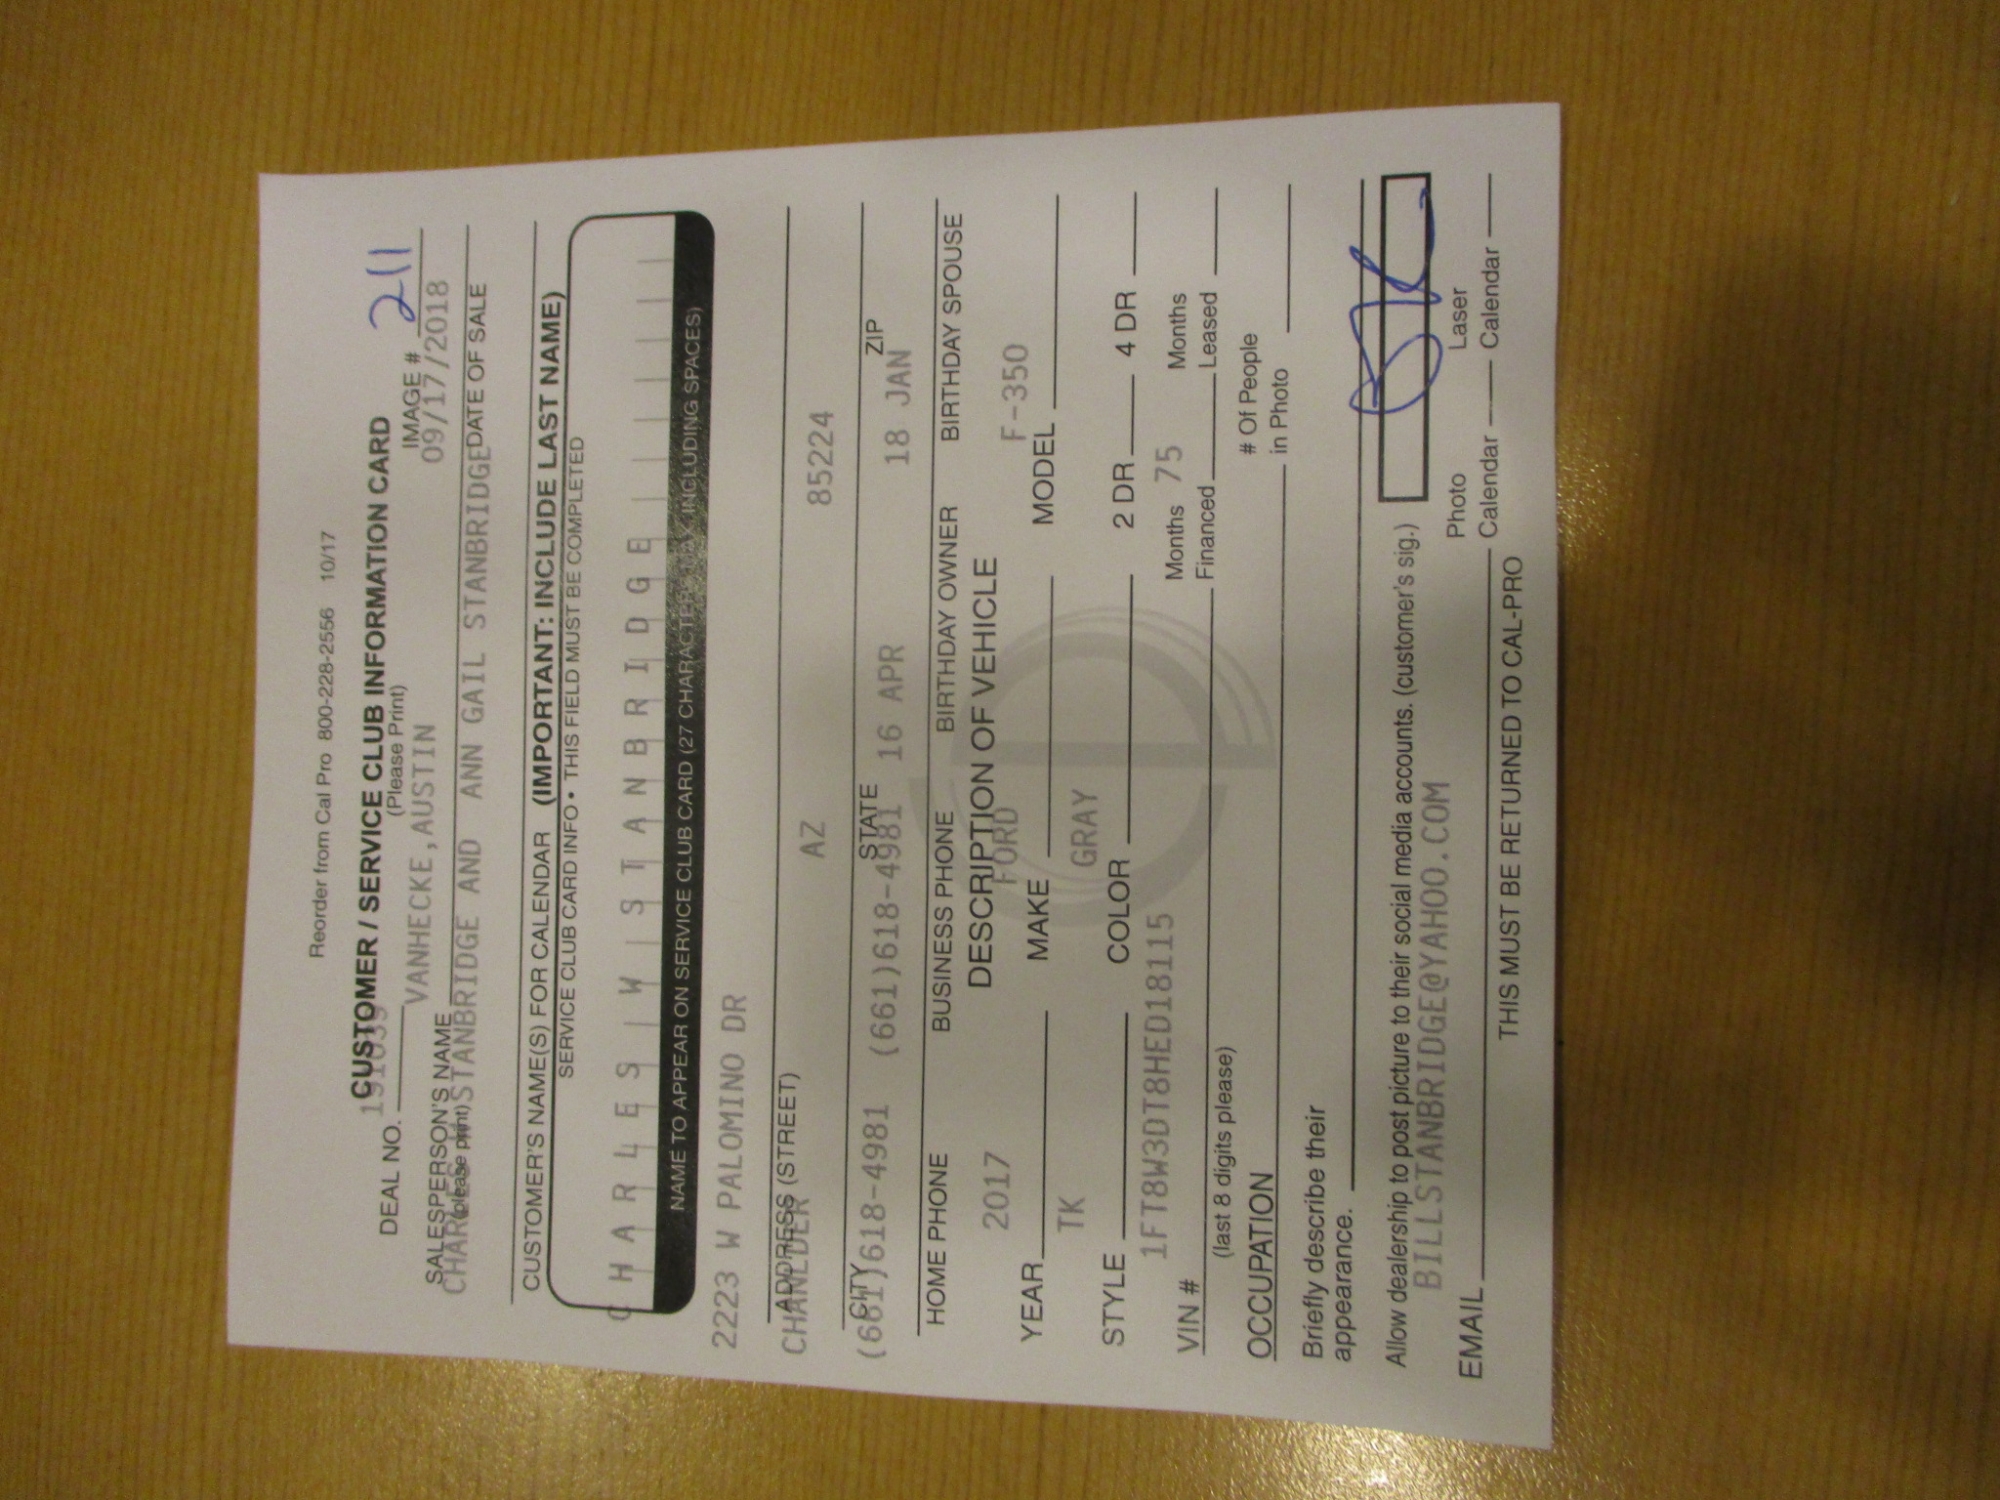 Reorder from Cal Pro 800-228-2556 10/17
CUSTOMER / SERVICE CLUB INFORMATION CARD
(Please Print)
DEAL NO. IMAGE # 211
VANHECKE,AUSTIN 09/17/2018
SALESPERSON'S NAME
(please print) DATE OF SALE
STANBRIDGE AND ANN GAIL STANBRIDGE
CUSTOMER'S NAME(S) FOR CALENDAR (IMPORTANT: INCLUDE LAST NAME)
SERVICE CLUB CARD INFO • THIS FIELD MUST BE COMPLETED
C H A R L E S W S T A N B R I D G E
NAME TO APPEAR ON SERVICE CLUB CARD (27 CHARACTERS MAX, INCLUDING SPACES)
2223 W PALOMINO DR
ADDRESS (STREET)
CHANLDER AZ 85224
CITY STATE ZIP
(661)618-4981 (661)618-4981 16 APR 18 JAN
HOME PHONE BUSINESS PHONE BIRTHDAY OWNER BIRTHDAY SPOUSE
DESCRIPTION OF VEHICLE
2017 FORD F-350
YEAR MAKE MODEL
TK GRAY
STYLE COLOR 2 DR 4 DR
1FT8W3DT8HED18115 75
VIN # Months Financed Months Leased
(last 8 digits please)
OCCUPATION # Of People in Photo
Briefly describe their
appearance.
Allow dealership to post picture to their social media accounts. (customer's sig.)
BILLSTANBRIDGE@YAHOO.COM
EMAIL Photo Calendar Laser Calendar
THIS MUST BE RETURNED TO CAL-PRO